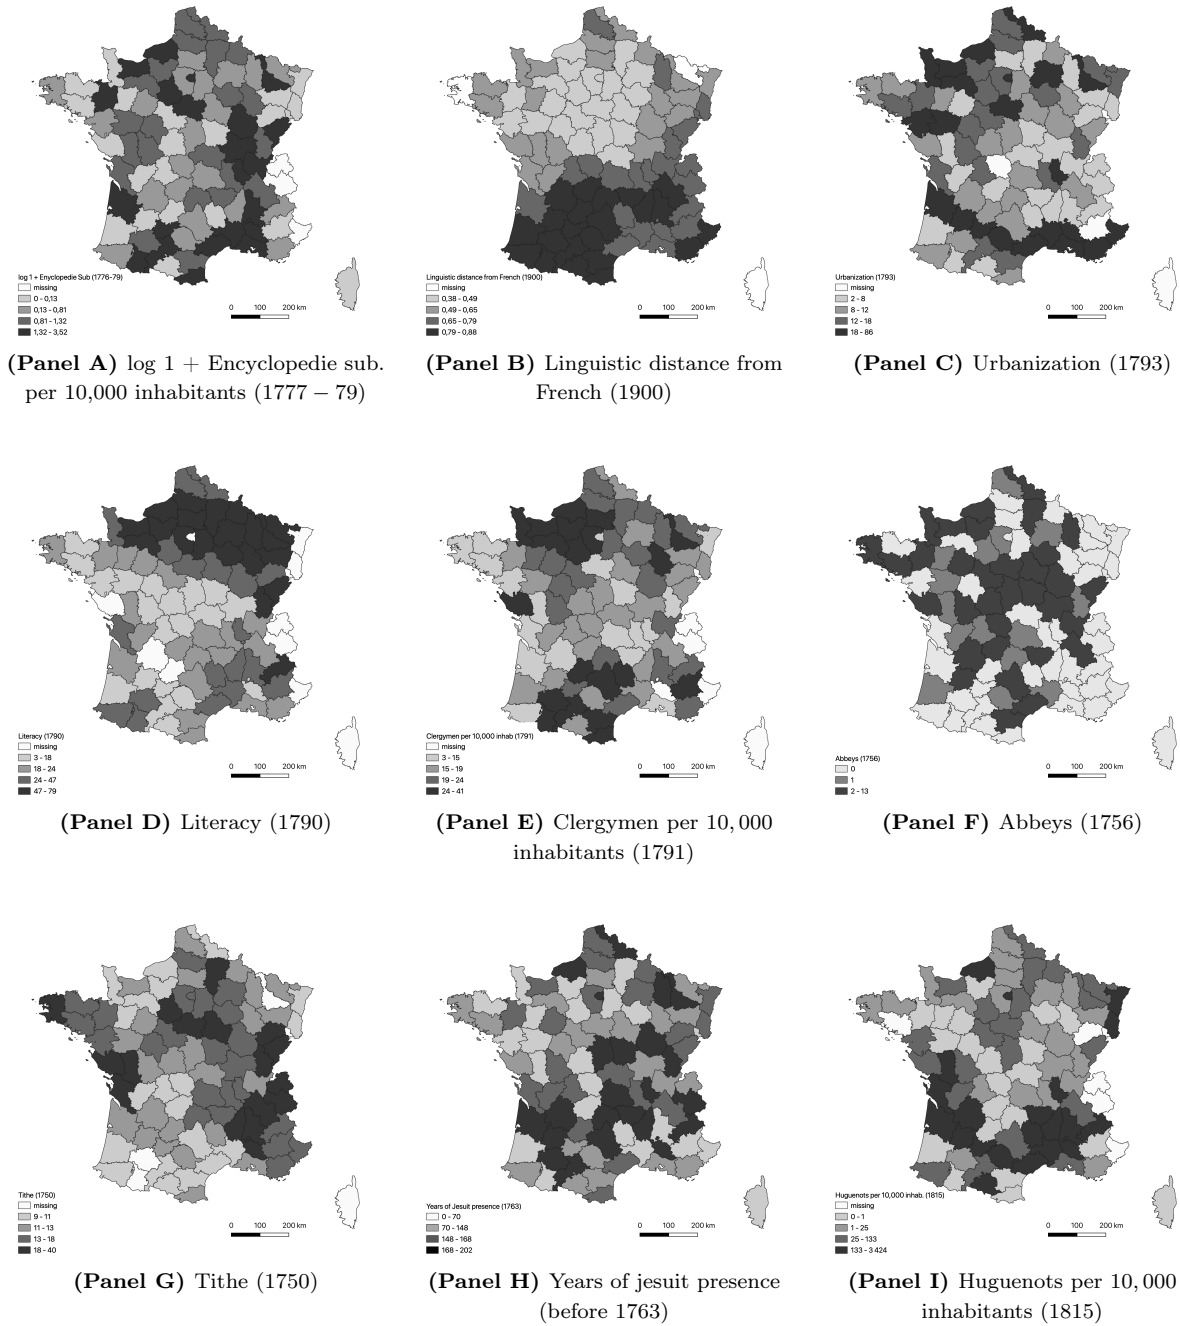 log 1 + Enyclopedie Sub (1776-79)
missing
0 - 0,13
0,13 - 0,81
0,81 - 1,32
1,32 - 3,52
0 100 200 km
(Panel A) log 1 + Encyclopedie sub.
per 10,000 inhabitants (1777 – 79)
Linguistic distance from French (1900)
missing
0,38 - 0,49
0,49 - 0,65
0,65 - 0,79
0,79 - 0,88
0 100 200 km
(Panel B) Linguistic distance from
French (1900)
Urbanization (1793)
missing
2 - 8
8 - 12
12 - 18
18 - 86
0 100 200 km
(Panel C) Urbanization (1793)
Literacy (1790)
missing
3 - 18
18 - 24
24 - 47
47 - 79
0 100 200 km
(Panel D) Literacy (1790)
Clergymen per 10,000 inhab (1791)
missing
3 - 15
15 - 19
19 - 24
24 - 41
0 100 200 km
(Panel E) Clergymen per 10,000
inhabitants (1791)
Abbeys (1756)
0
1
2 - 13
0 100 200 km
(Panel F) Abbeys (1756)
Tithe (1750)
missing
9 - 11
11 - 13
13 - 18
18 - 40
0 100 200 km
(Panel G) Tithe (1750)
Years of Jesuit presence (1763)
0 - 70
70 - 148
148 - 168
168 - 202
0 100 200 km
(Panel H) Years of jesuit presence
(before 1763)
Huguenots per 10,000 inhab. (1815)
missing
0 - 1
1 - 25
25 - 133
133 - 3 424
0 100 200 km
(Panel I) Huguenots per 10,000
inhabitants (1815)